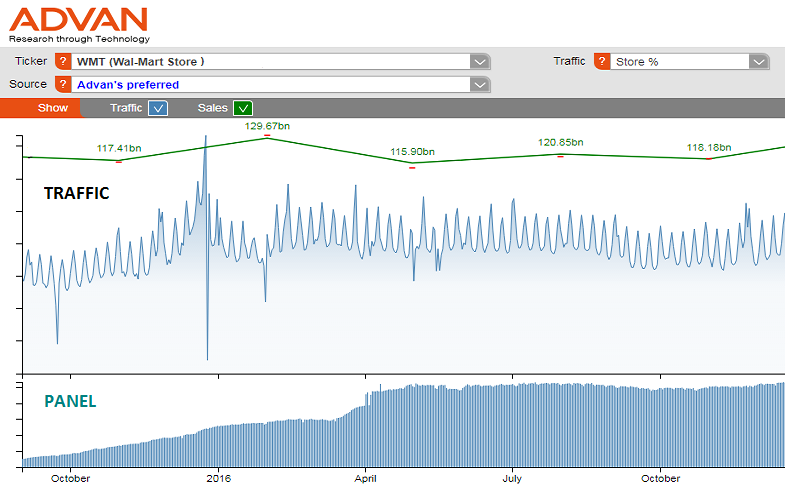 ADVAN
Research through Technology
Ticker ? WMT (Wal-Mart Store ) Traffic ? Store %
Source ? Advan's preferred
Show Traffic Sales
129.67bn
117.41bn 115.90bn 120.85bn 118.18bn
TRAFFIC
PANEL
October 2016 April July October